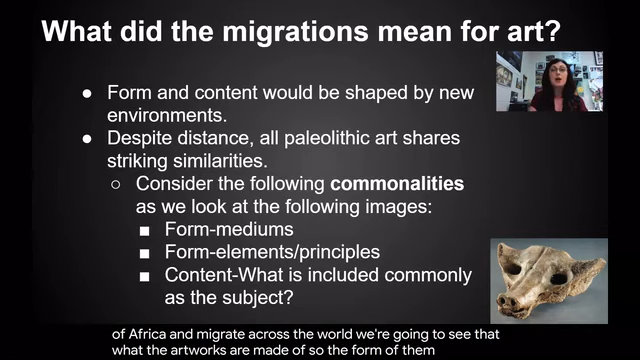 What did the migrations mean for art?
● Form and content would be shaped by new
environments.
● Despite distance, all paleolithic art shares
striking similarities.
○ Consider the following commonalities
as we look at the following images:
■ Form-mediums
■ Form-elements/principles
■ Content-What is included commonly
as the subject?
of Africa and migrate across the world we're going to see that
what the artworks are made of so the form of them